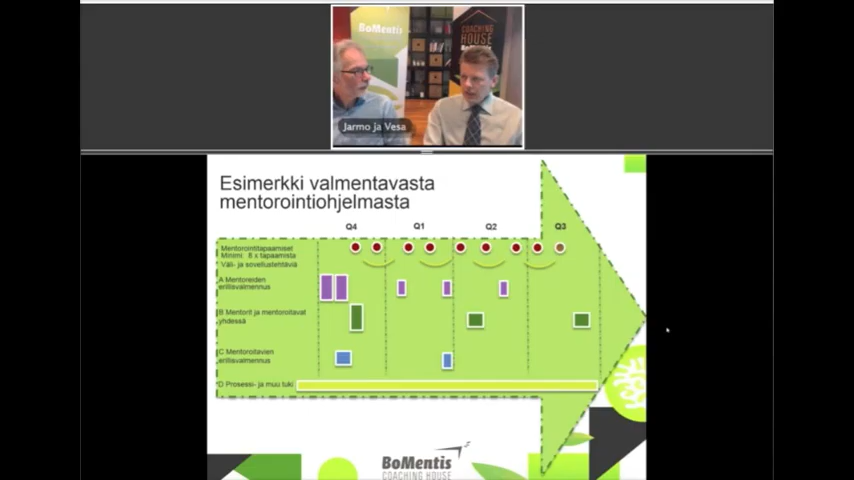 BoMentis
COACHING
HOUSE
BoMentis
Jarmo ja Vesa
Esimerkki valmentavasta
mentorointiohjelmasta
Q4 Q1 Q2 Q3
Mentorointitapaamiset
Minimi 8 x tapaamista
Väli- ja sovellustehtäviä
A Mentoreiden
erillisvalmennus
B Mentorit ja mentoroitavat
yhdessä
C Mentoroitavien
erillisvalmennus
D Prosessi- ja muu tuki
BoMentis
COACHING HOUSE